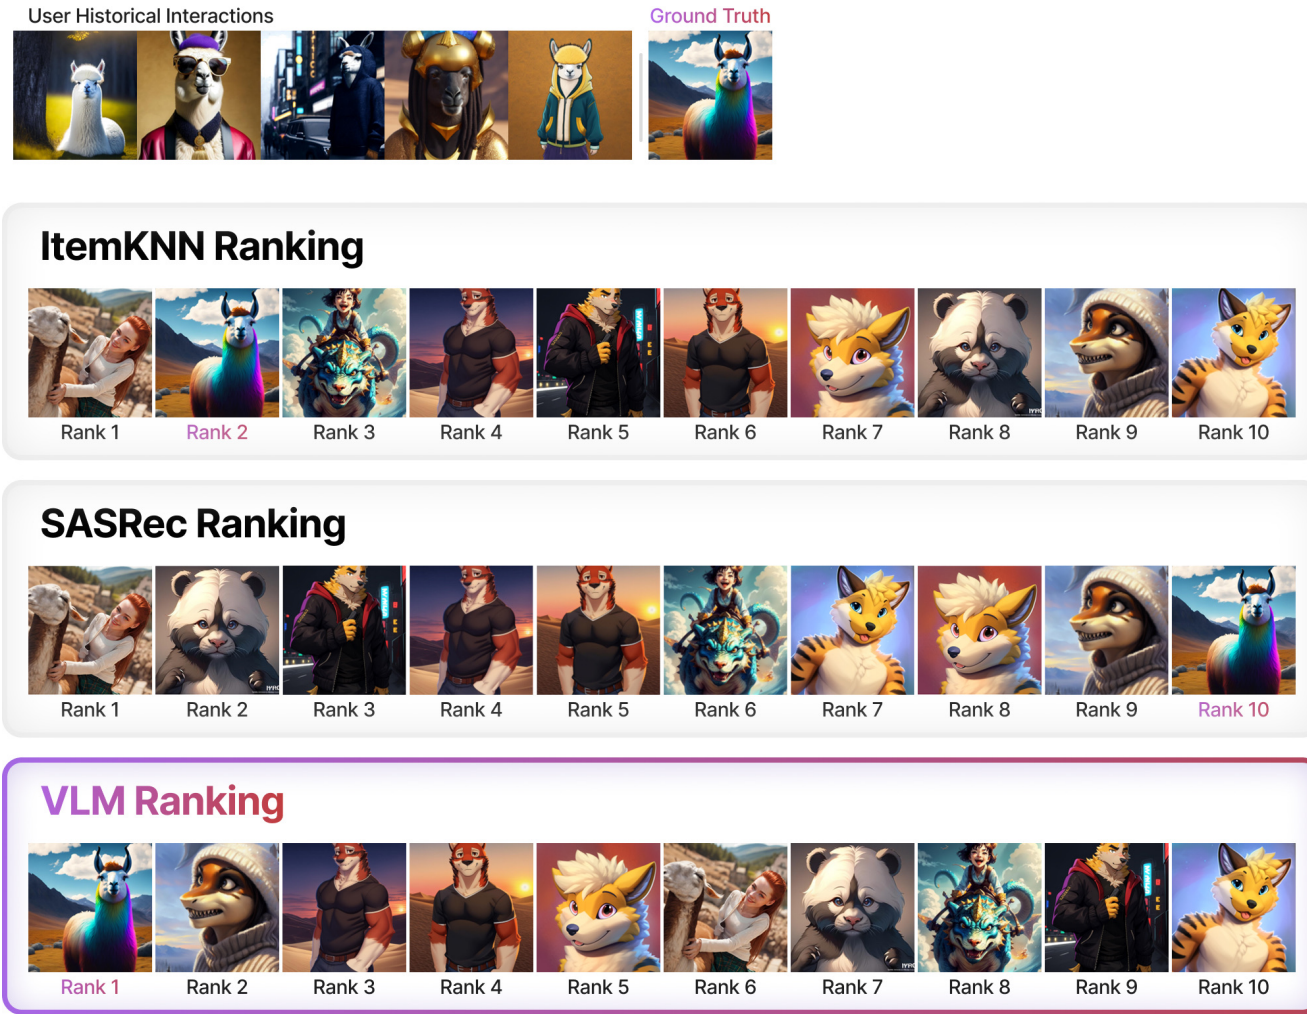 User Historical Interactions
Ground Truth
ItemKNN Ranking
Rank 1
Rank 2
Rank 3
Rank 4
Rank 5
Rank 6
Rank 7
Rank 8
Rank 9
Rank 10
SASRec Ranking
Rank 1
Rank 2
Rank 3
Rank 4
Rank 5
Rank 6
Rank 7
Rank 8
Rank 9
Rank 10
VLM Ranking
Rank 1
Rank 2
Rank 3
Rank 4
Rank 5
Rank 6
Rank 7
Rank 8
Rank 9
Rank 10